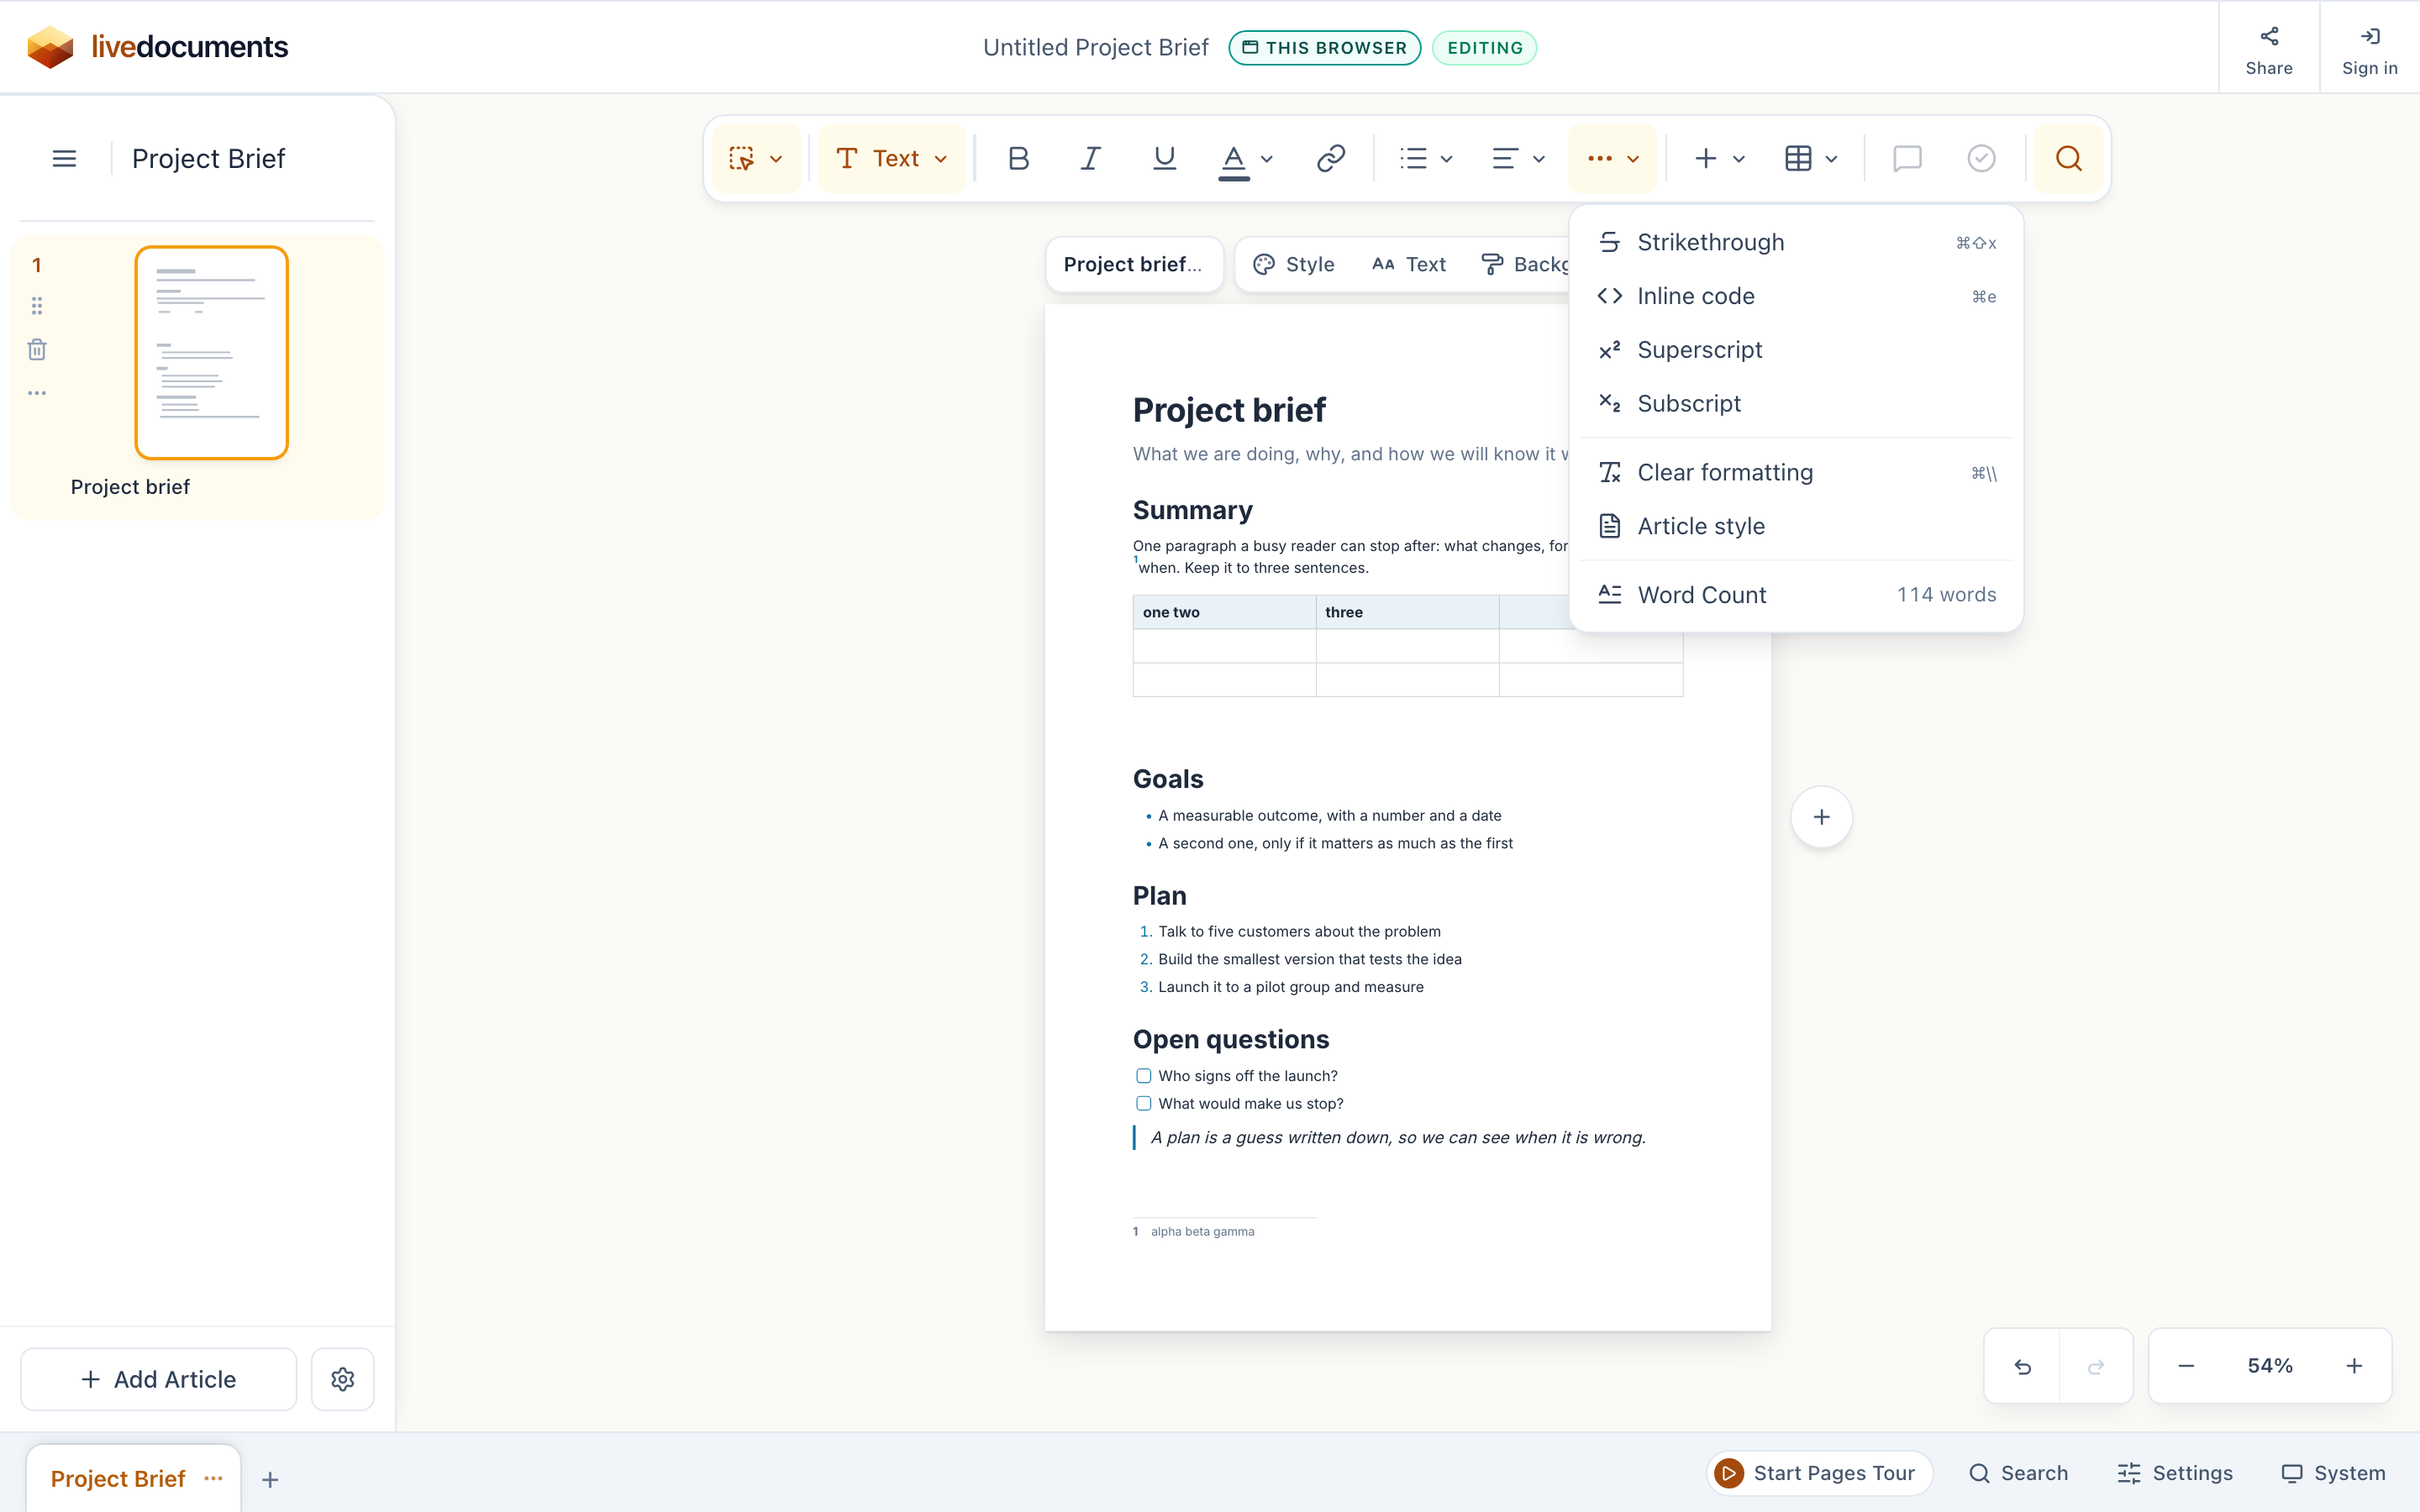 livedocuments
Untitled Project Brief
THIS BROWSER
EDITING
Share
Sign in
Project Brief
Text
1
Project brief
Project brief...
Style
Text
Backg
Strikethrough ⌘⇧x
Inline code ⌘e
Superscript
Subscript
Clear formatting ⌘\\
Article style
Word Count 114 words
Project brief
What we are doing, why, and how we will know it
Summary
One paragraph a busy reader can stop after: what changes, for
1when. Keep it to three sentences.
one two three
Goals
• A measurable outcome, with a number and a date
• A second one, only if it matters as much as the first
Plan
1. Talk to five customers about the problem
2. Build the smallest version that tests the idea
3. Launch it to a pilot group and measure
Open questions
Who signs off the launch?
What would make us stop?
A plan is a guess written down, so we can see when it is wrong.
1 alpha beta gamma
+ Add Article
54%
Project Brief
Start Pages Tour
Search
Settings
System